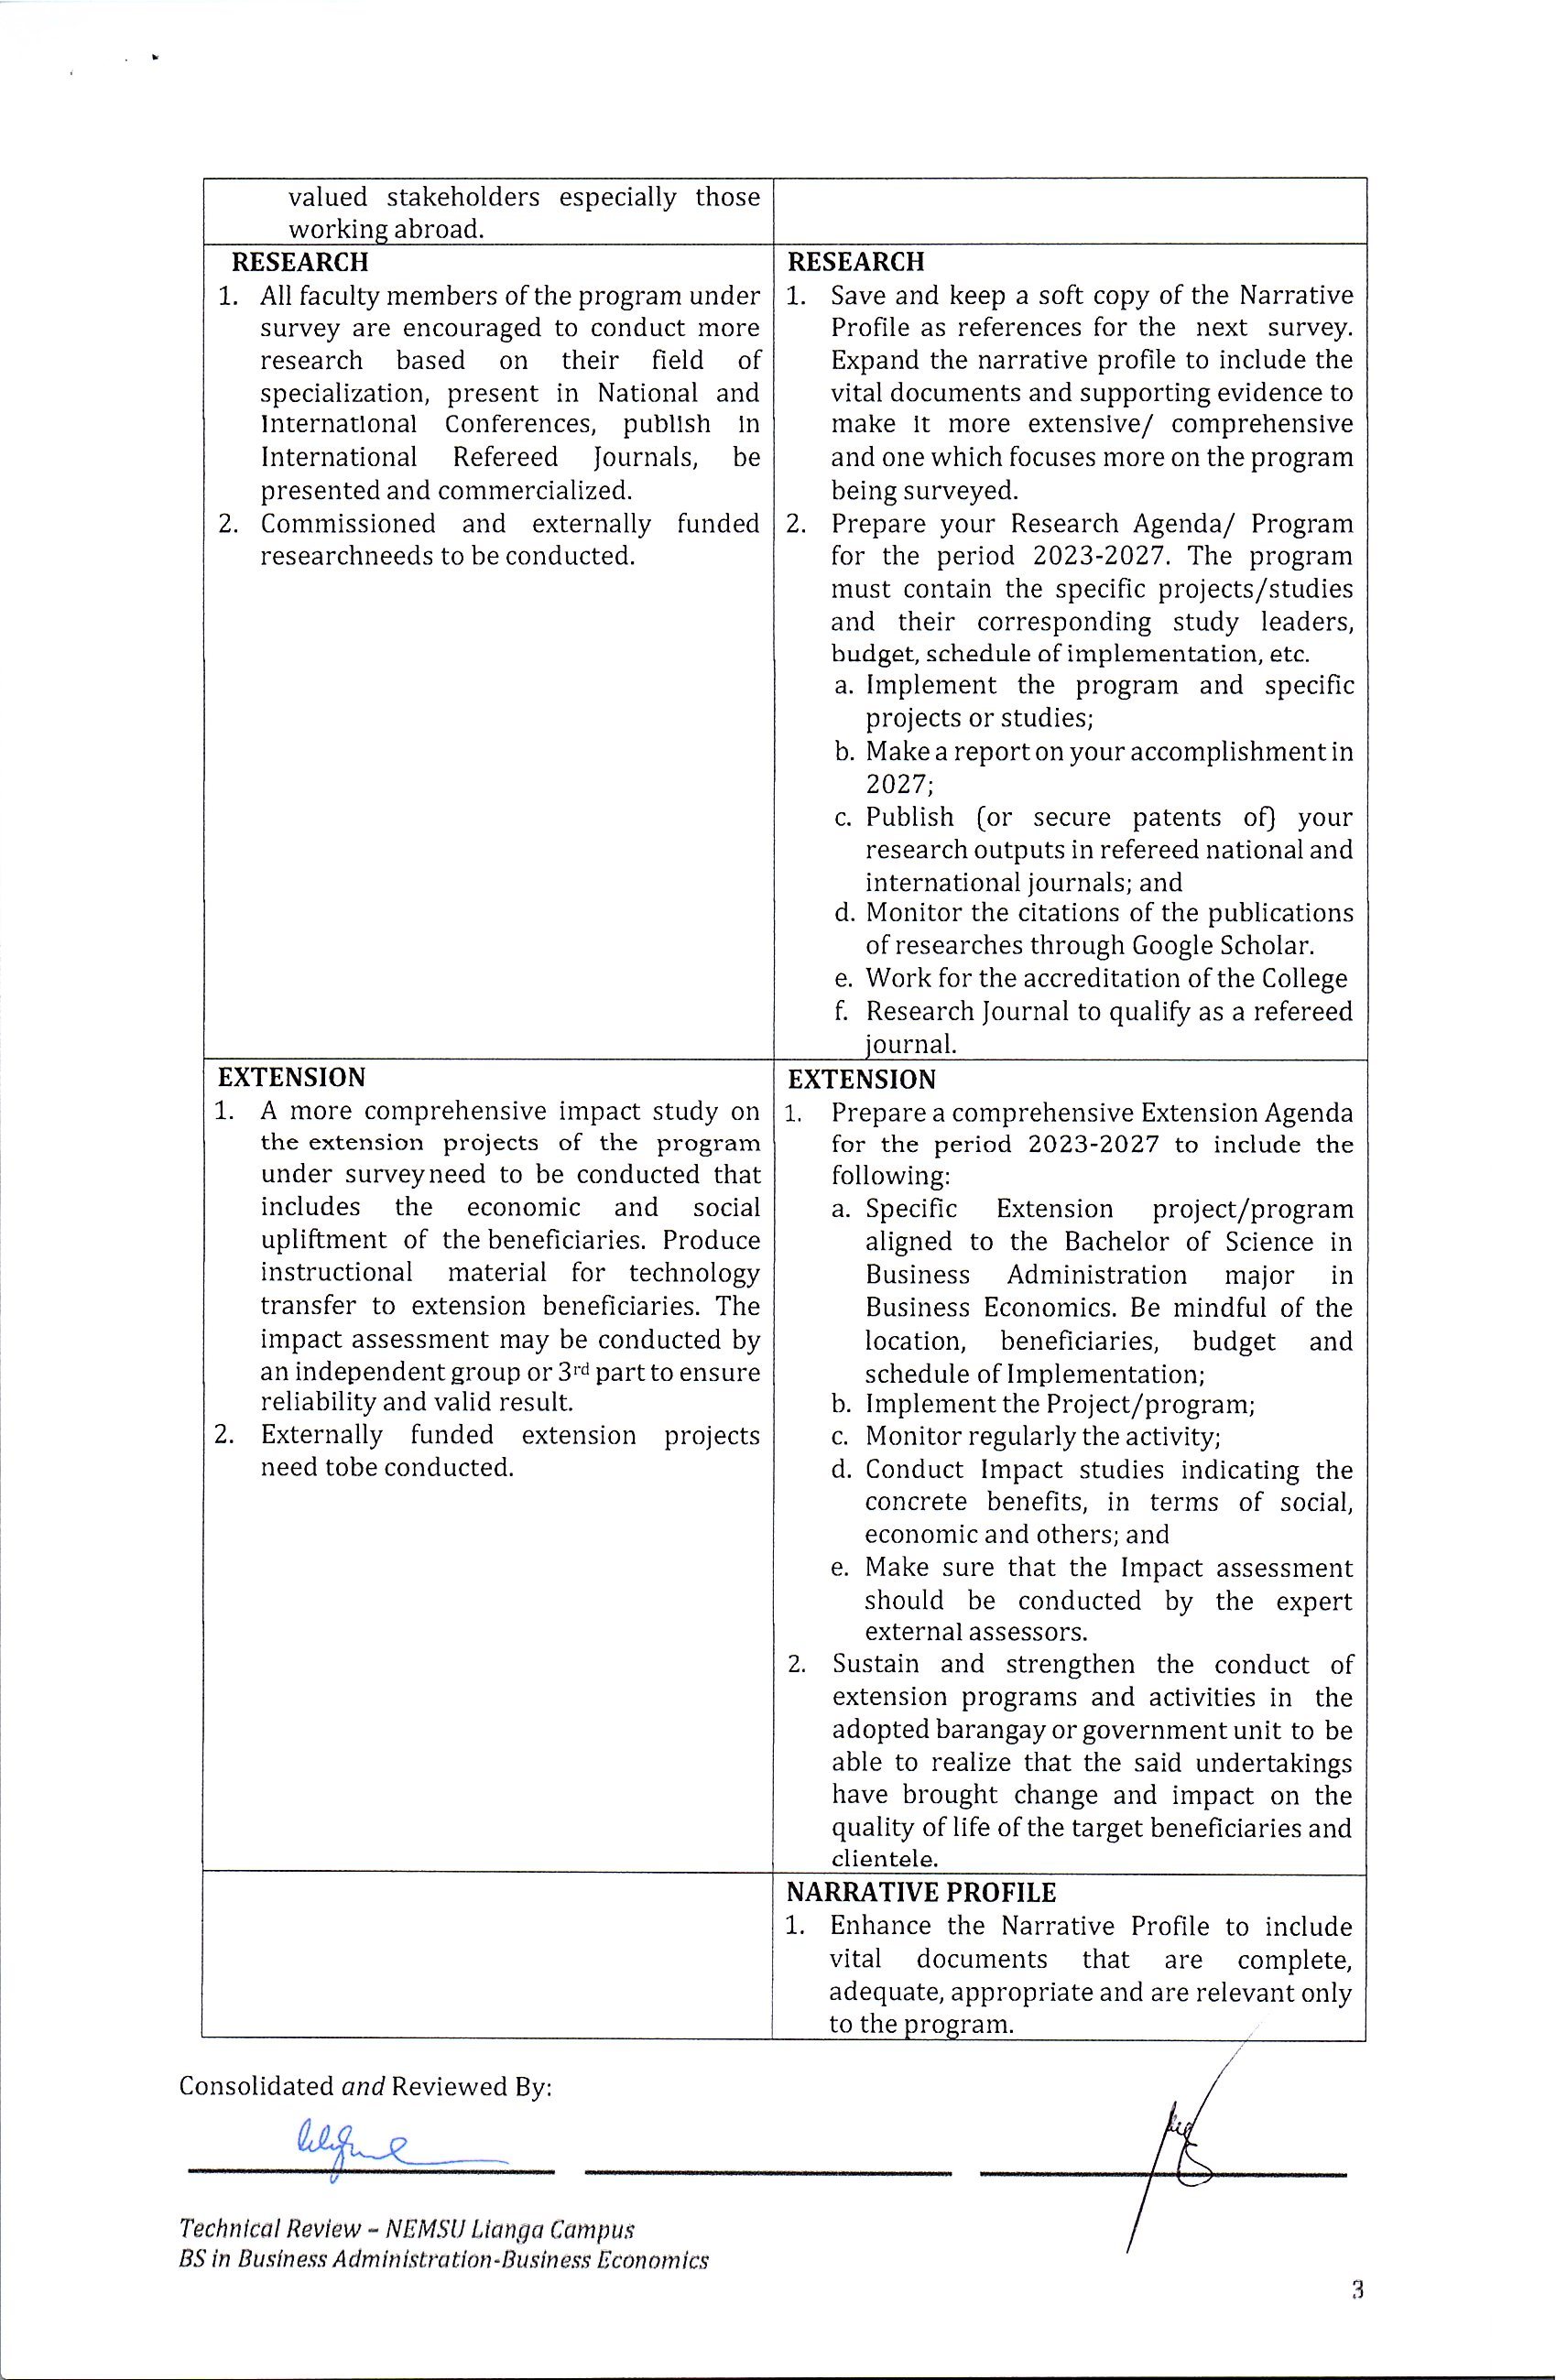 valued stakeholders especially those
working abroad.
RESEARCH
1. All faculty members of the program under
survey are encouraged to conduct more
research based on their field of
specialization, present in National and
International Conferences, publish in
International Refereed Journals, be
presented and commercialized.
2. Commissioned and externally funded
researchneeds to be conducted.
RESEARCH
1. Save and keep a soft copy of the Narrative
Profile as references for the next survey.
Expand the narrative profile to include the
vital documents and supporting evidence to
make it more extensive/ comprehensive
and one which focuses more on the program
being surveyed.
2. Prepare your Research Agenda/ Program
for the period 2023-2027. The program
must contain the specific projects/studies
and their corresponding study leaders,
budget, schedule of implementation, etc.
a. Implement the program and specific
projects or studies;
b. Make a report on your accomplishment in
2027;
c. Publish (or secure patents of) your
research outputs in refereed national and
international journals; and
d. Monitor the citations of the publications
of researches through Google Scholar.
e. Work for the accreditation of the College
f. Research Journal to qualify as a refereed
journal.
EXTENSION
1. A more comprehensive impact study on
the extension projects of the program
under survey need to be conducted that
includes the economic and social
upliftment of the beneficiaries. Produce
instructional material for technology
transfer to extension beneficiaries. The
impact assessment may be conducted by
an independent group or 3rd part to ensure
reliability and valid result.
2. Externally funded extension projects
need tobe conducted.
EXTENSION
1. Prepare a comprehensive Extension Agenda
for the period 2023-2027 to include the
following:
a. Specific Extension project/program
aligned to the Bachelor of Science in
Business Administration major in
Business Economics. Be mindful of the
location, beneficiaries, budget and
schedule of Implementation;
b. Implement the Project/program;
c. Monitor regularly the activity;
d. Conduct Impact studies indicating the
concrete benefits, in terms of social,
economic and others; and
e. Make sure that the Impact assessment
should be conducted by the expert
external assessors.
2. Sustain and strengthen the conduct of
extension programs and activities in the
adopted barangay or government unit to be
able to realize that the said undertakings
have brought change and impact on the
quality of life of the target beneficiaries and
clientele.
NARRATIVE PROFILE
1. Enhance the Narrative Profile to include
vital documents that are complete,
adequate, appropriate and are relevant only
to the program.
Consolidated and Reviewed By:
Technical Review – NEMSU Lianga Campus
BS in Business Administration-Business Economics
3